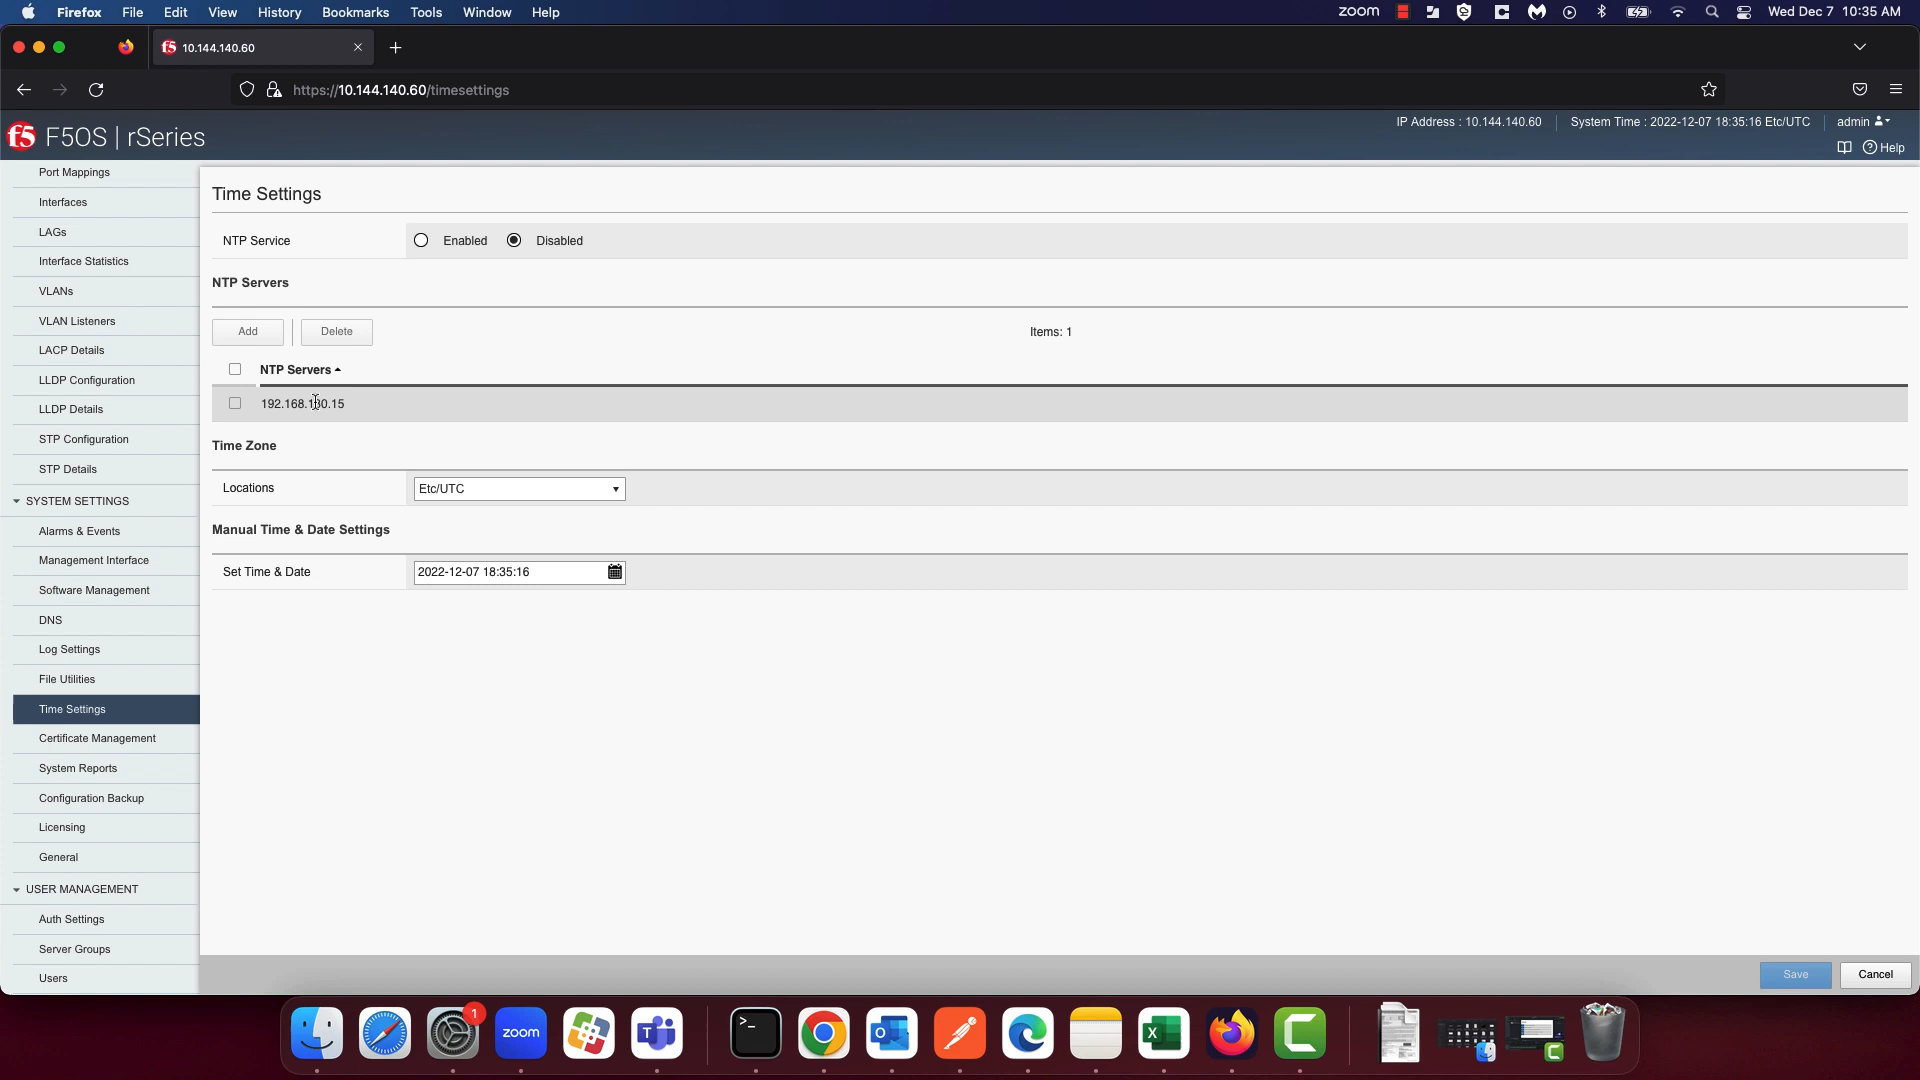 Firefox File Edit View History Bookmarks Tools Window Help zoom Wed Dec 7 10:35 AM
10.144.140.60
https://10.144.140.60/timesettings
f5 F5OS | rSeries
IP Address : 10.144.140.60 System Time : 2022-12-07 18:35:16 Etc/UTC admin
Help
Port Mappings
Interfaces
LAGs
Interface Statistics
VLANs
VLAN Listeners
LACP Details
LLDP Configuration
LLDP Details
STP Configuration
STP Details
SYSTEM SETTINGS
Alarms & Events
Management Interface
Software Management
DNS
Log Settings
File Utilities
Time Settings
Certificate Management
System Reports
Configuration Backup
Licensing
General
USER MANAGEMENT
Auth Settings
Server Groups
Users
Time Settings
NTP Service Enabled Disabled
NTP Servers
Add Delete Items: 1
NTP Servers
Time Zone
Locations Etc/UTC
Manual Time & Date Settings
Set Time & Date 2022-12-07 18:35:16
Save Cancel
1
zoom